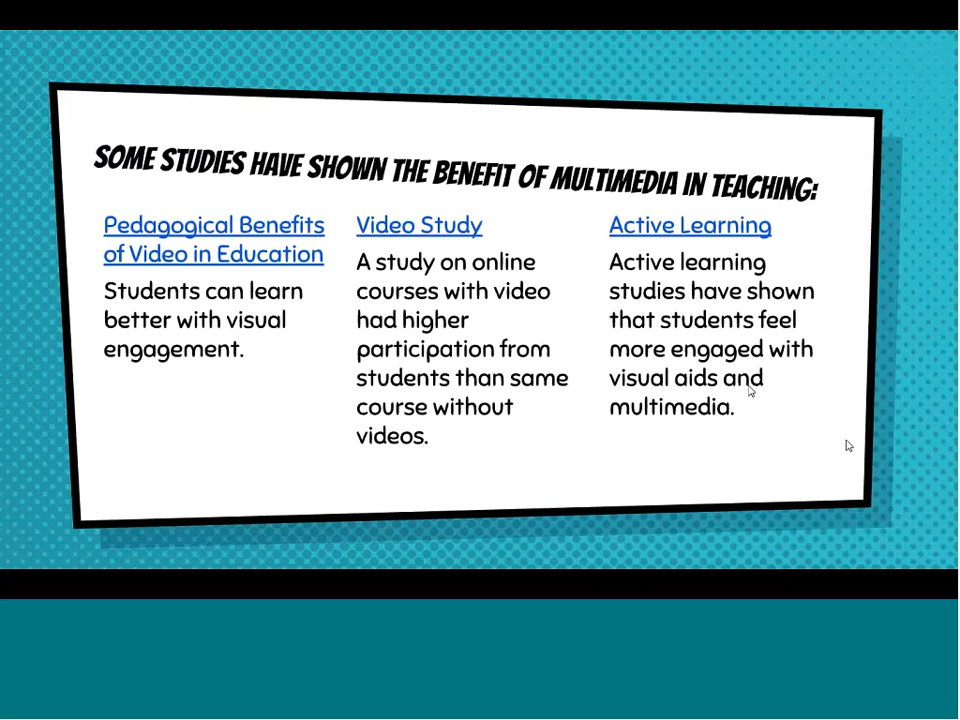 SOME STUDIES HAVE SHOWN THE BENEFIT OF MULTIMEDIA IN TEACHING:
Pedagogical Benefits
of Video in Education
Students can learn
better with visual
engagement.
Video Study
A study on online
courses with video
had higher
participation from
students than same
course without
videos.
Active Learning
Active learning
studies have shown
that students feel
more engaged with
visual aids and
multimedia.